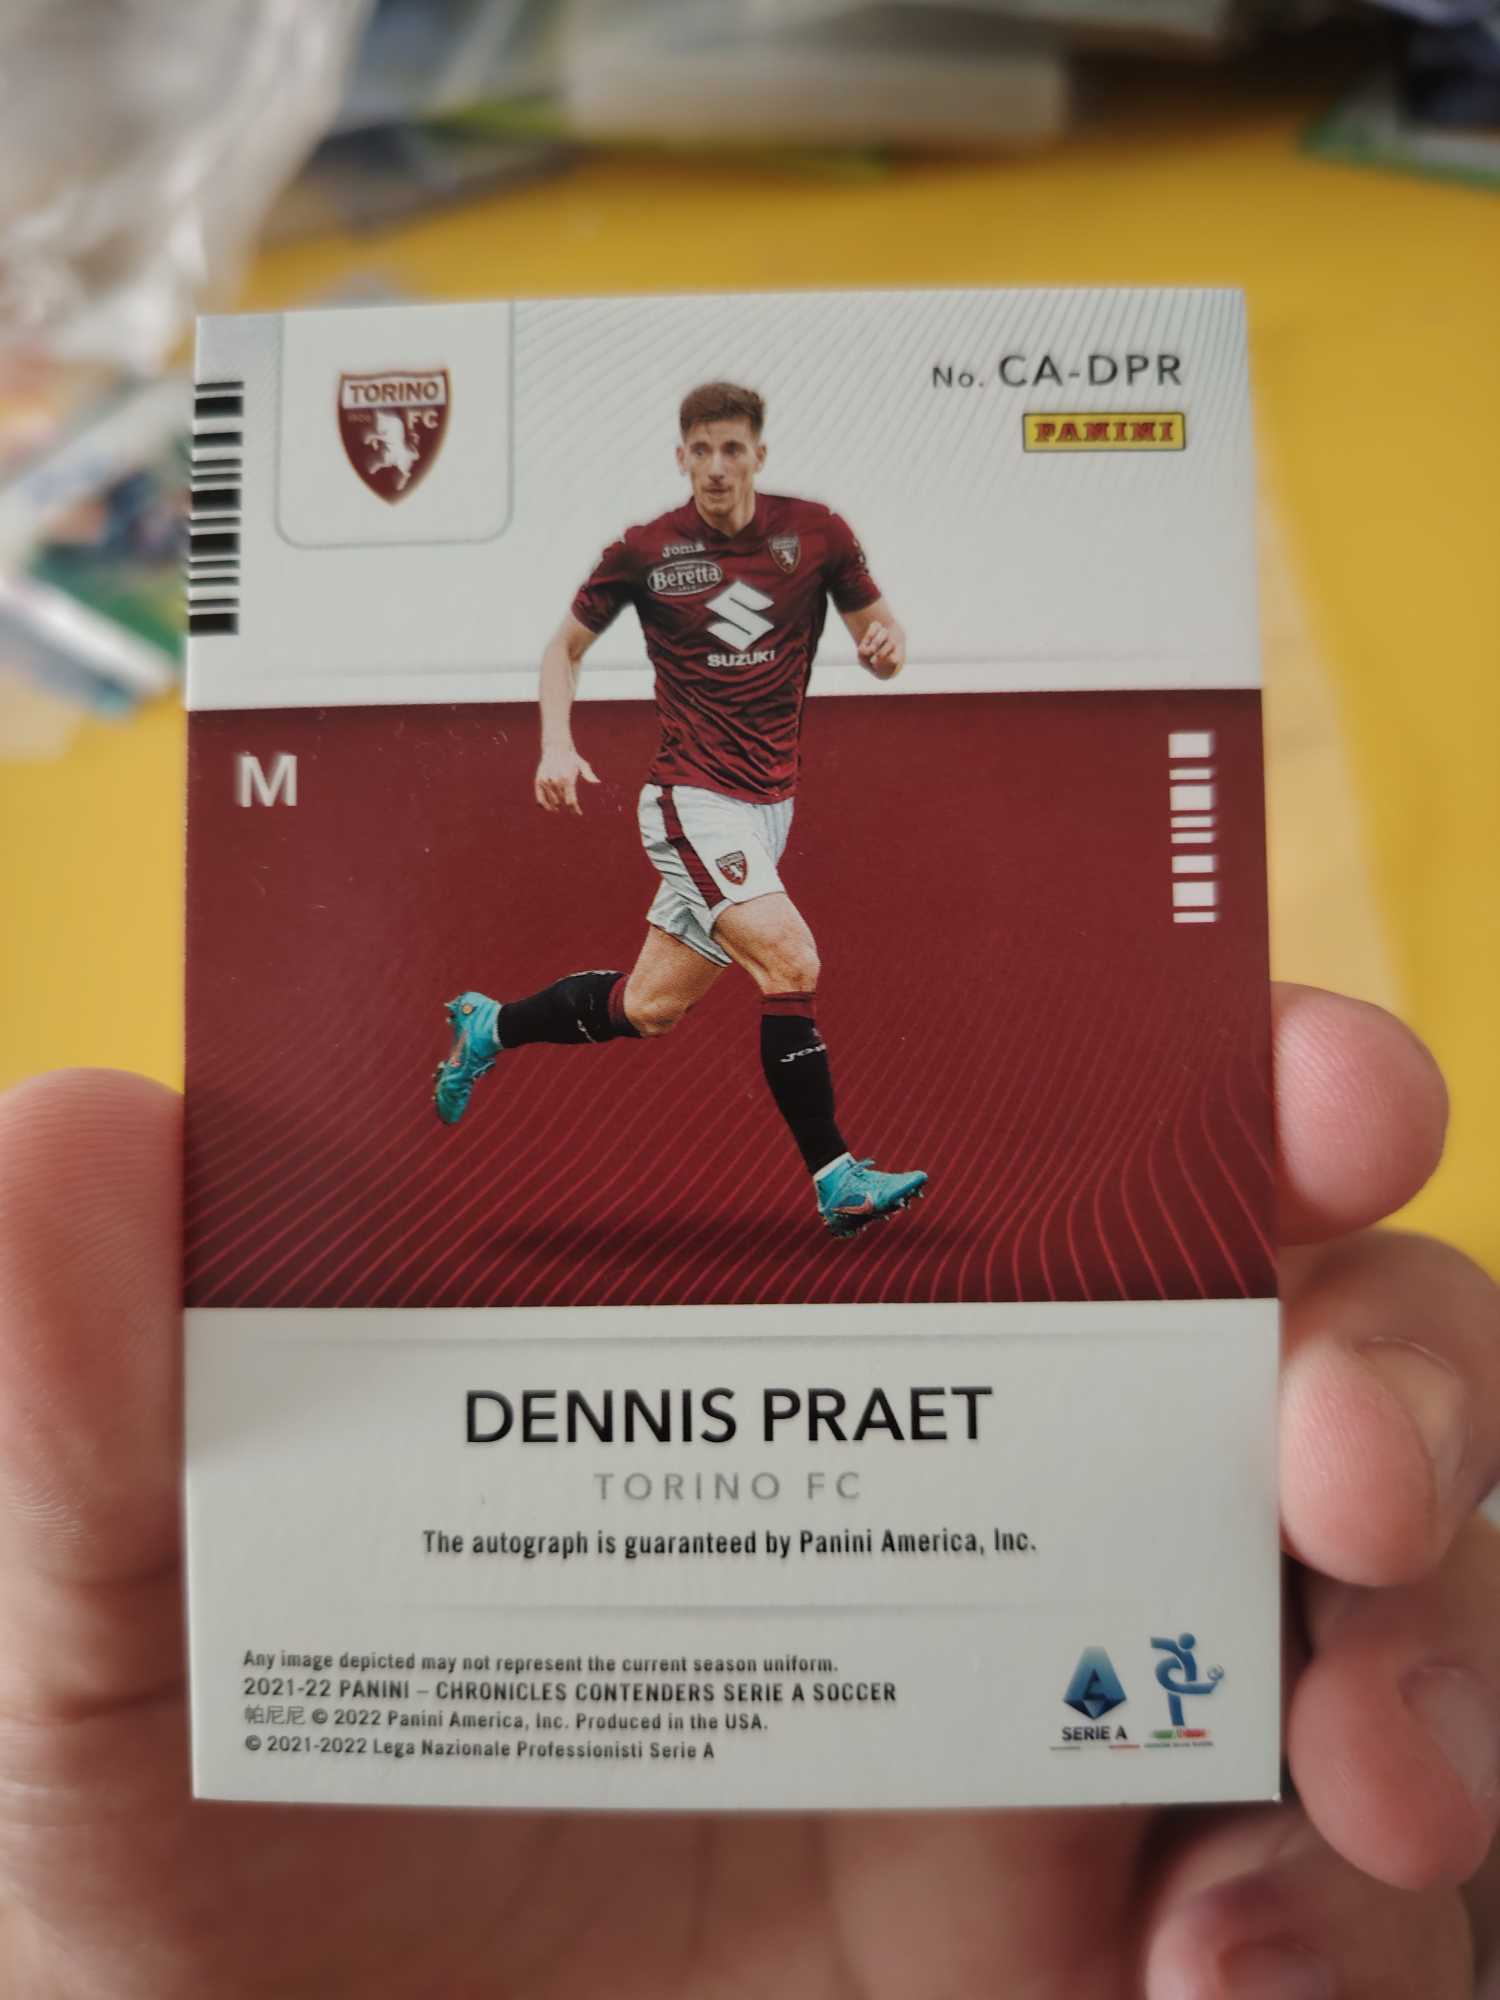 TORINO
FC
No. CA-DPR
PANINI
Joma
Beretta
SUZUKI
M
DENNIS PRAET
TORINO FC
The autograph is guaranteed by Panini America, Inc.
Any image depicted may not represent the current season uniform.
2021-22 PANINI – CHRONICLES CONTENDERS SERIE A SOCCER
帕尼尼 © 2022 Panini America, Inc. Produced in the USA.
© 2021-2022 Lega Nazionale Professionisti Serie A
SERIE A